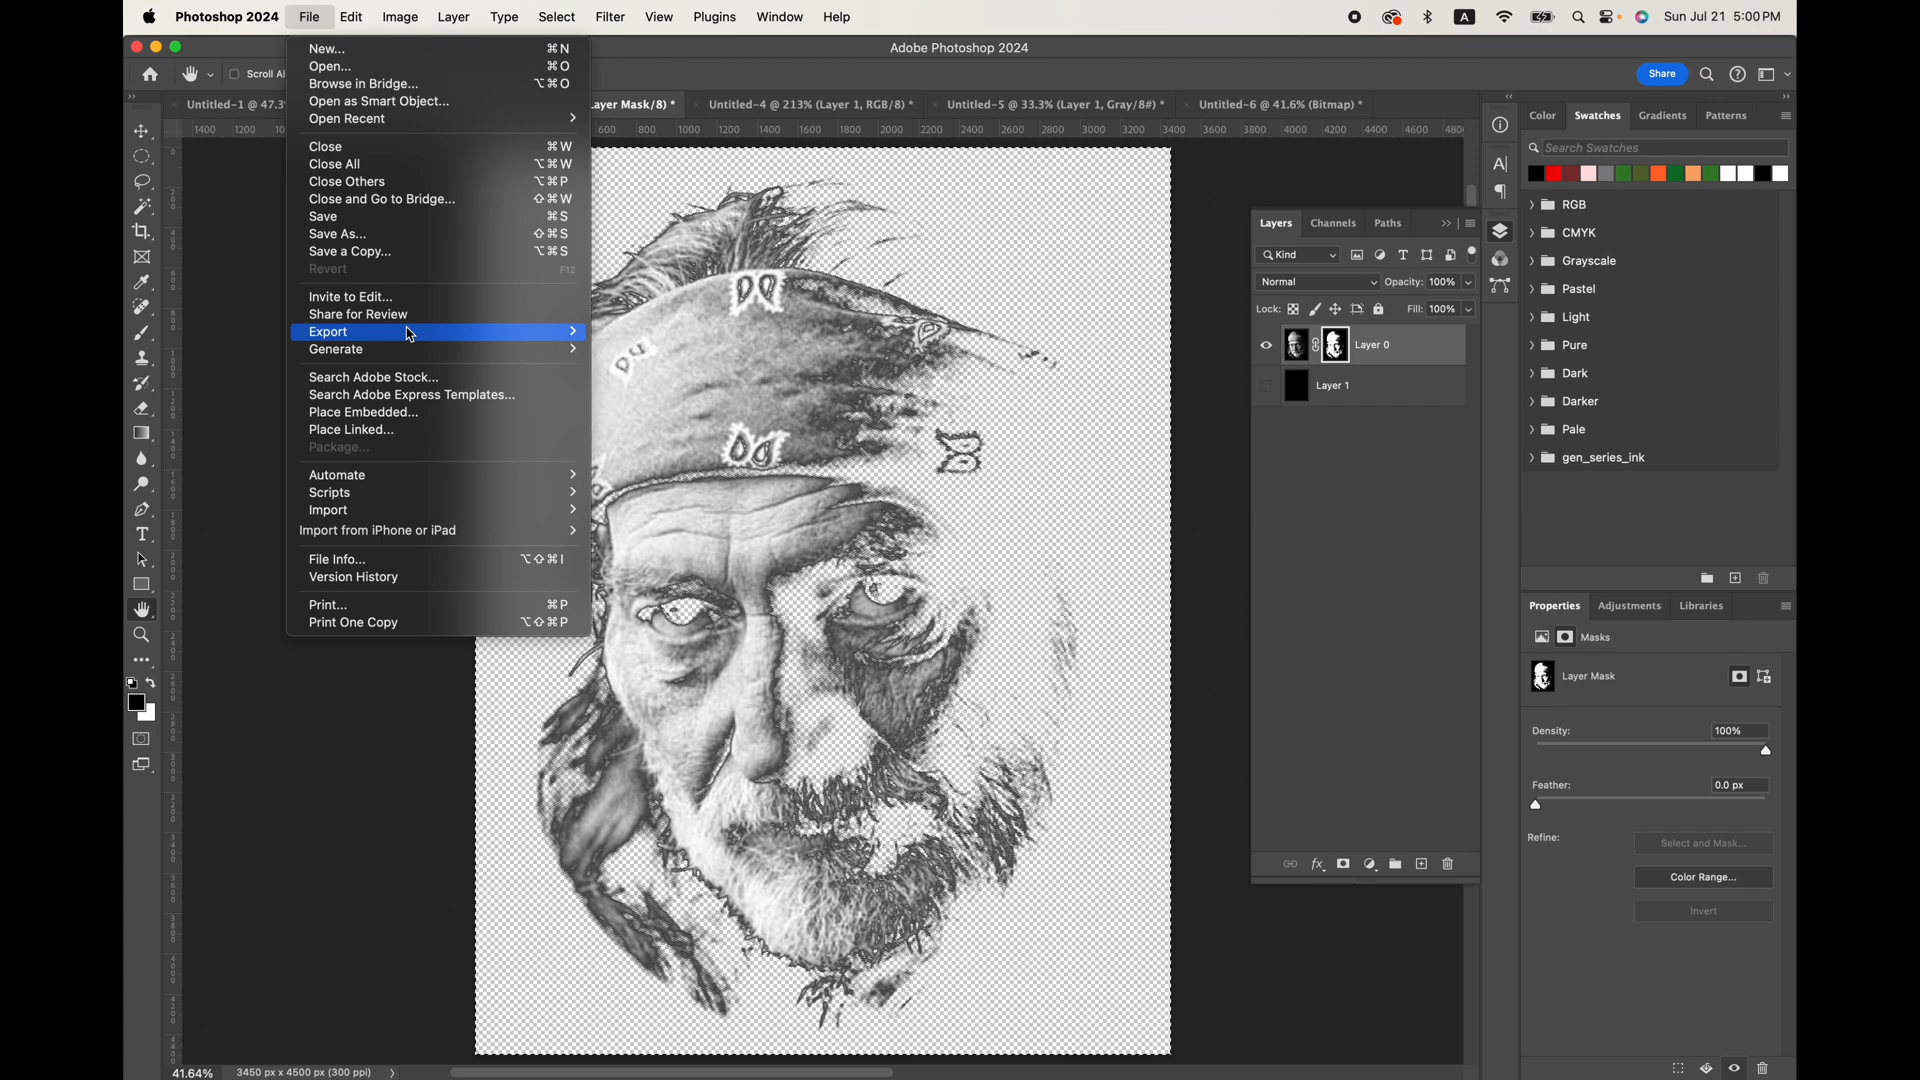 Photoshop 2024 File Edit Image Layer Type Select Filter View Plugins Window Help A Sun Jul 21 5:00 PM
Adobe Photoshop 2024
Scroll Al Share
Untitled-1 @ 47.3 Layer Mask/8) * Untitled-4 @ 213% (Layer 1, RGB/8) * Untitled-5 @ 33.3% (Layer 1, Gray/8#) * Untitled-6 @ 41.6% (Bitmap) *
1400 1200 10 600 800 1000 1200 1400 1600 1800 2000 2200 2400 2600 2800 3000 3200 3400 3600 3800 4000 4200 4400 4600 480
New... ⌘N
Open... ⌘O
Browse in Bridge... ⌥⌘O
Open as Smart Object...
Open Recent
Close ⌘W
Close All ⌥⌘W
Close Others ⌥⌘P
Close and Go to Bridge... ⇧⌘W
Save ⌘S
Save As... ⇧⌘S
Save a Copy... ⌥⌘S
Revert F12
Invite to Edit...
Share for Review
Export
Generate
Search Adobe Stock...
Search Adobe Express Templates...
Place Embedded...
Place Linked...
Package...
Automate
Scripts
Import
Import from iPhone or iPad
File Info... ⌥⇧⌘I
Version History
Print... ⌘P
Print One Copy ⌥⇧⌘P
Layers Channels Paths
Kind
Normal Opacity: 100%
Lock: Fill: 100%
Layer 0
Layer 1
fx
Color Swatches Gradients Patterns
Search Swatches
RGB
CMYK
Grayscale
Pastel
Light
Pure
Dark
Darker
Pale
gen_series_ink
Properties Adjustments Libraries
Masks
Layer Mask
Density: 100%
Feather: 0.0 px
Refine: Select and Mask...
Color Range...
Invert
41.64% 3450 px x 4500 px (300 ppi)